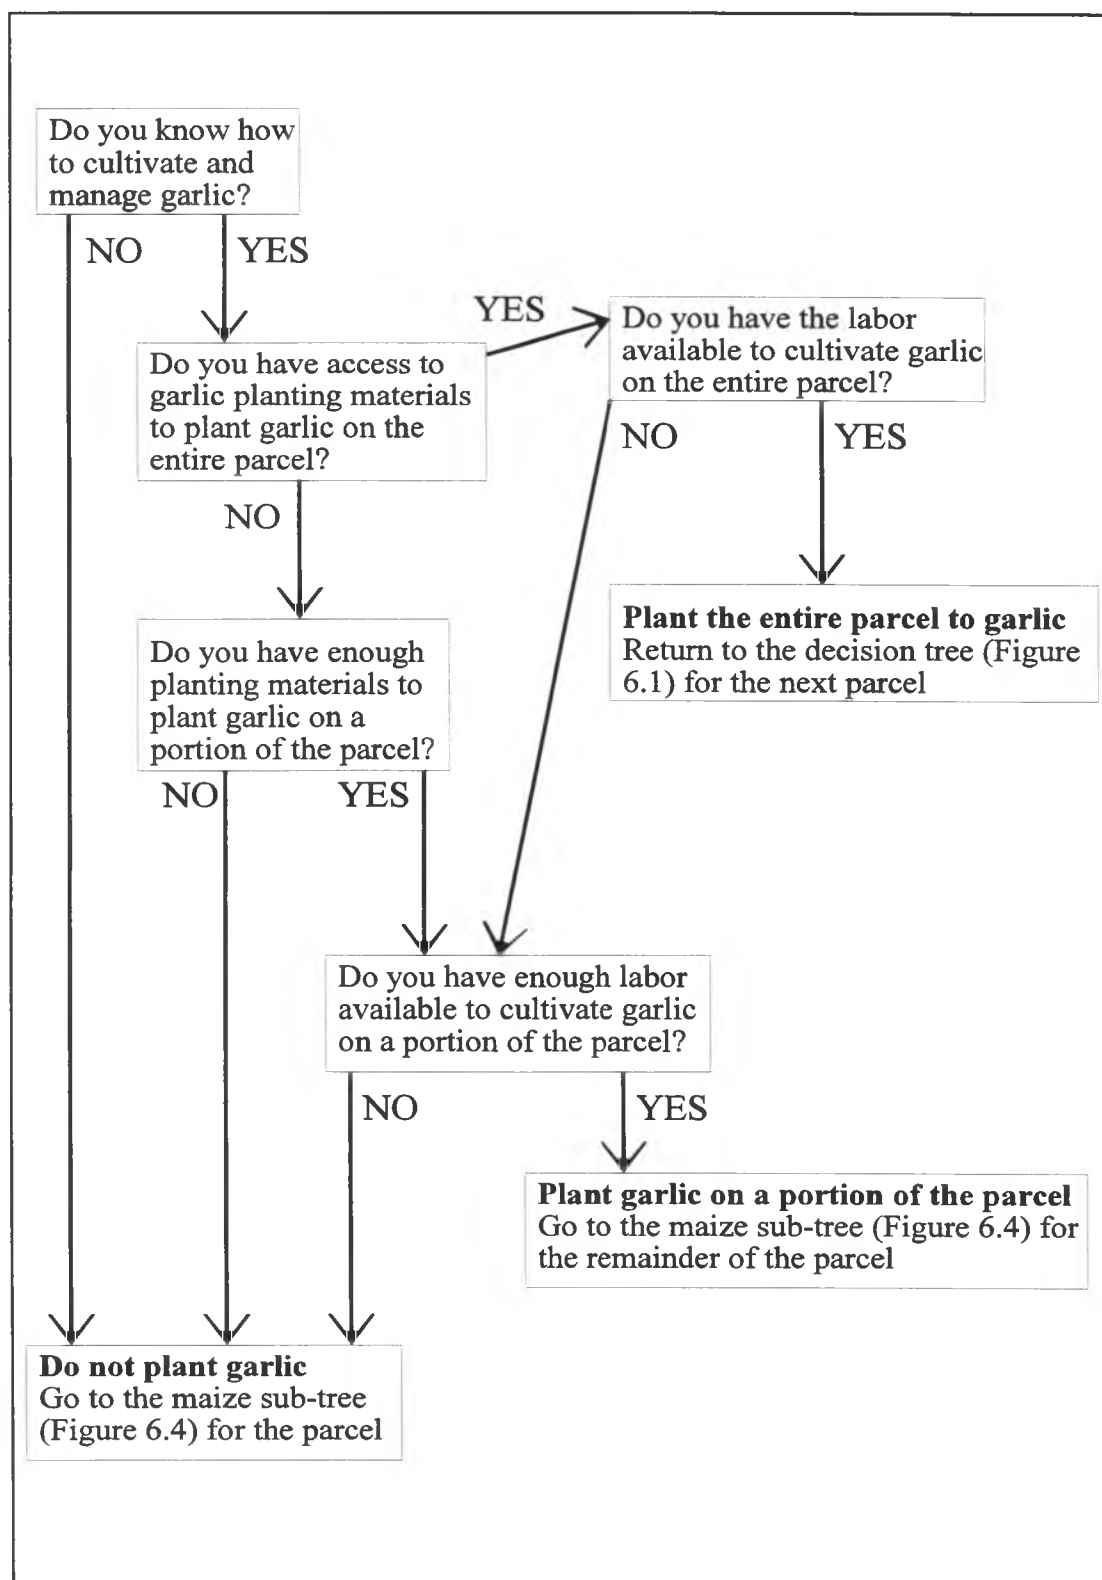 Do you know how
to cultivate and
manage garlic?
NO
YES
YES
Do you have the labor
available to cultivate garlic
on the entire parcel?
Do you have access to
garlic planting materials
to plant garlic on the
entire parcel?
NO
YES
NO
Plant the entire parcel to garlic
Return to the decision tree (Figure
6.1) for the next parcel
Do you have enough
planting materials to
plant garlic on a
portion of the parcel?
NO
YES
Do you have enough labor
available to cultivate garlic
on a portion of the parcel?
NO
YES
Plant garlic on a portion of the parcel
Go to the maize sub-tree (Figure 6.4) for
the remainder of the parcel
Do not plant garlic
Go to the maize sub-tree
(Figure 6.4) for the parcel